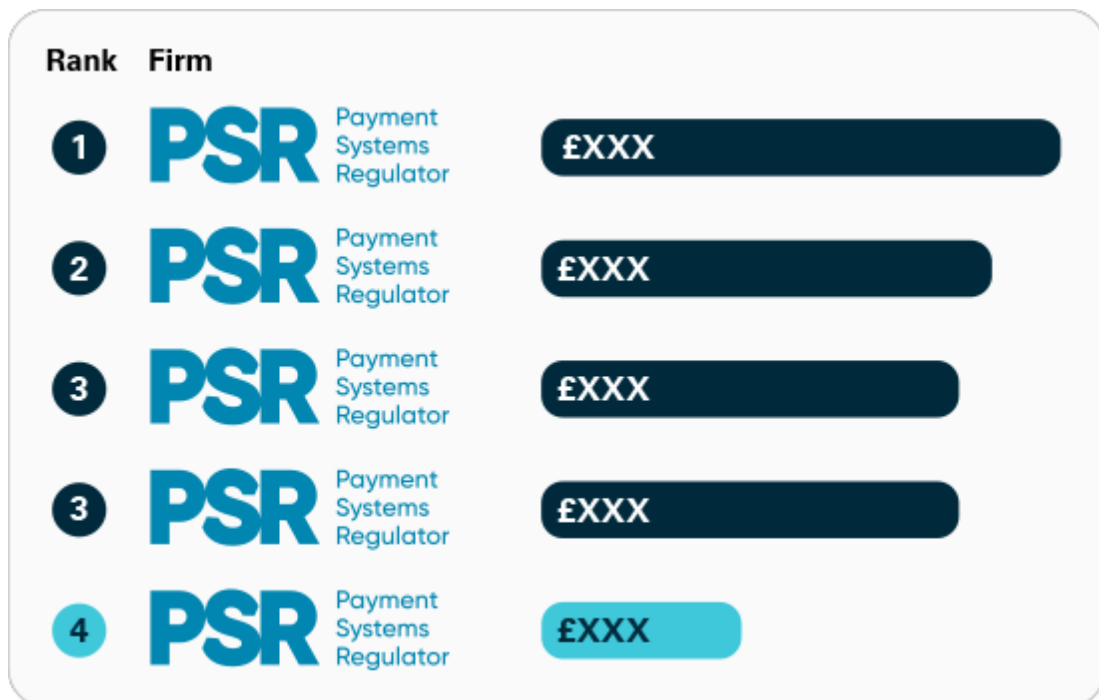 Rank Firm
1 PSR Payment
Systems
Regulator £XXX
2 PSR Payment
Systems
Regulator £XXX
3 PSR Payment
Systems
Regulator £XXX
3 PSR Payment
Systems
Regulator £XXX
4 PSR Payment
Systems
Regulator £XXX